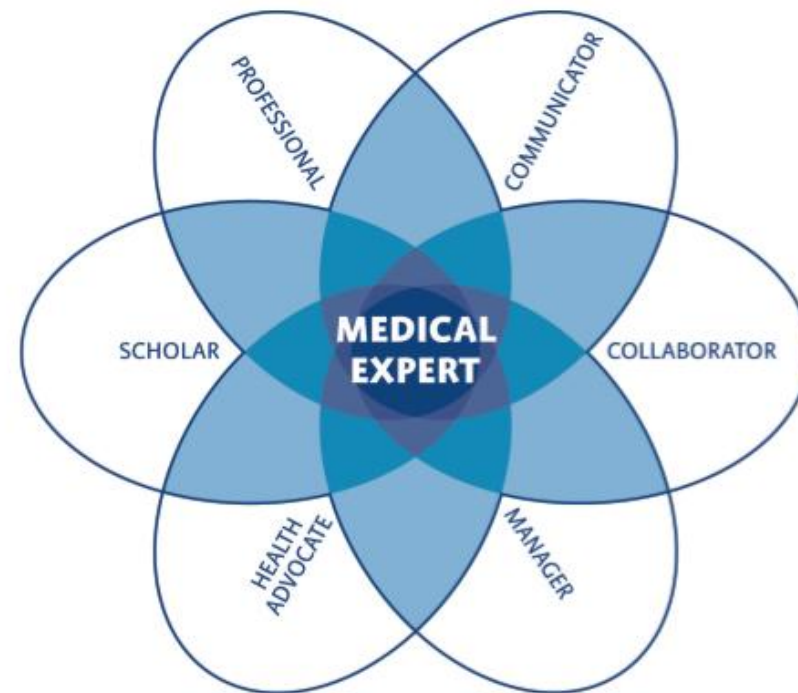 PROFESSIONAL
COMMUNICATOR
SCHOLAR
MEDICAL
EXPERT
COLLABORATOR
HEALTH
ADVOCATE
MANAGER